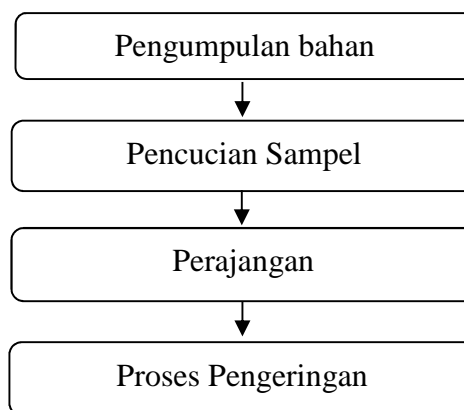 Pengumpulan bahan
Pencucian Sampel
Perajangan
Proses Pengeringan